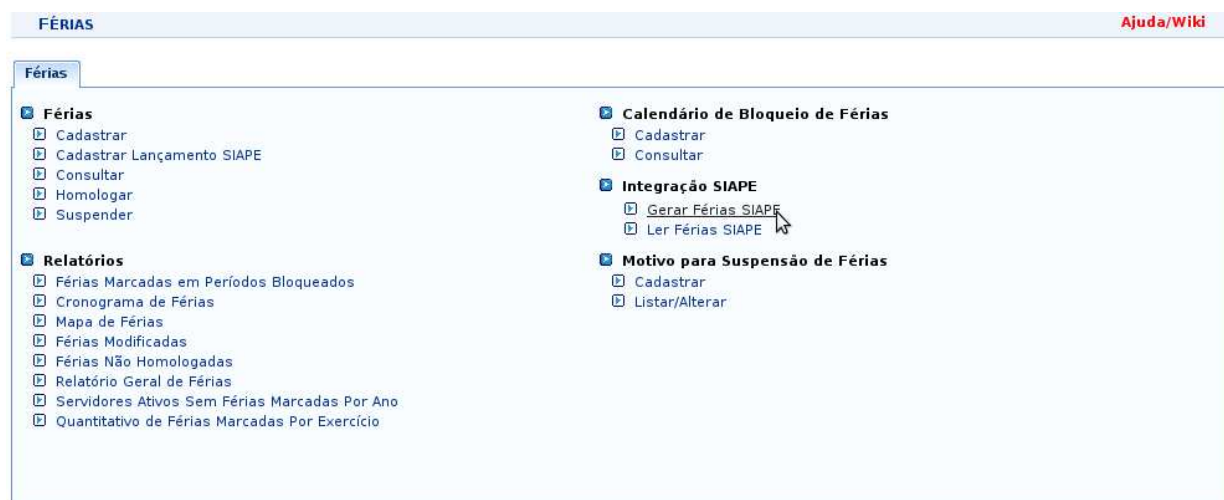 FÉRIAS
Ajuda/Wiki
Férias
Férias
Cadastrar
Cadastrar Lançamento SIAPE
Consultar
Homologar
Suspender
Relatórios
Férias Marcadas em Períodos Bloqueados
Cronograma de Férias
Mapa de Férias
Férias Modificadas
Férias Não Homologadas
Relatório Geral de Férias
Servidores Ativos Sem Férias Marcadas Por Ano
Quantitativo de Férias Marcadas Por Exercício
Calendário de Bloqueio de Férias
Cadastrar
Consultar
Integração SIAPE
Gerar Férias SIAPE
Ler Férias SIAPE
Motivo para Suspensão de Férias
Cadastrar
Listar/Alterar